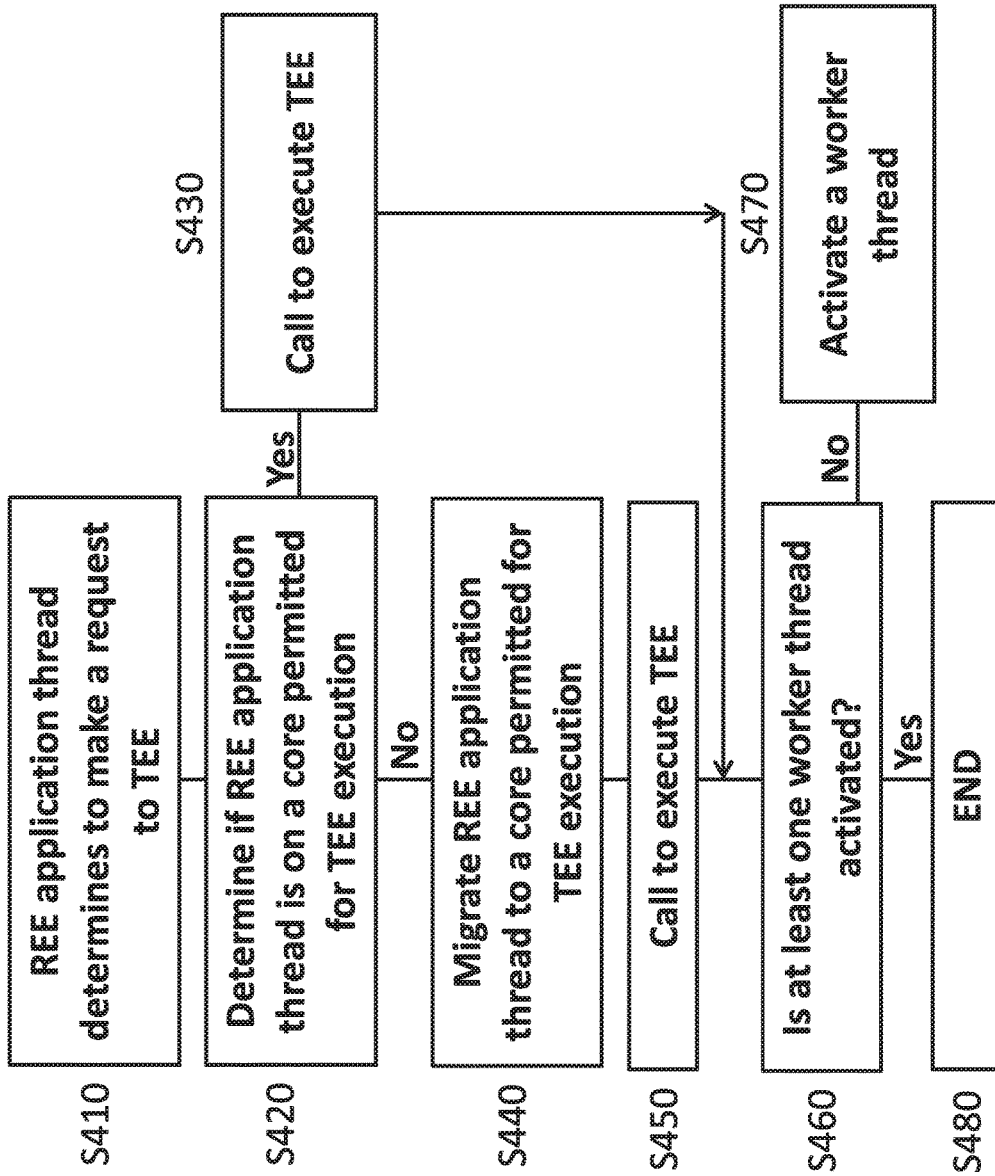 S410
REE application thread
determines to make a request
to TEE
S420
Determine if REE application
thread is on a core permitted
for TEE execution
Yes
S430
Call to execute TEE
No
S440
Migrate REE application
thread to a core permitted for
TEE execution
S450
Call to execute TEE
S460
Is at least one worker thread
activated?
No
S470
Activate a worker
thread
Yes
S480
END